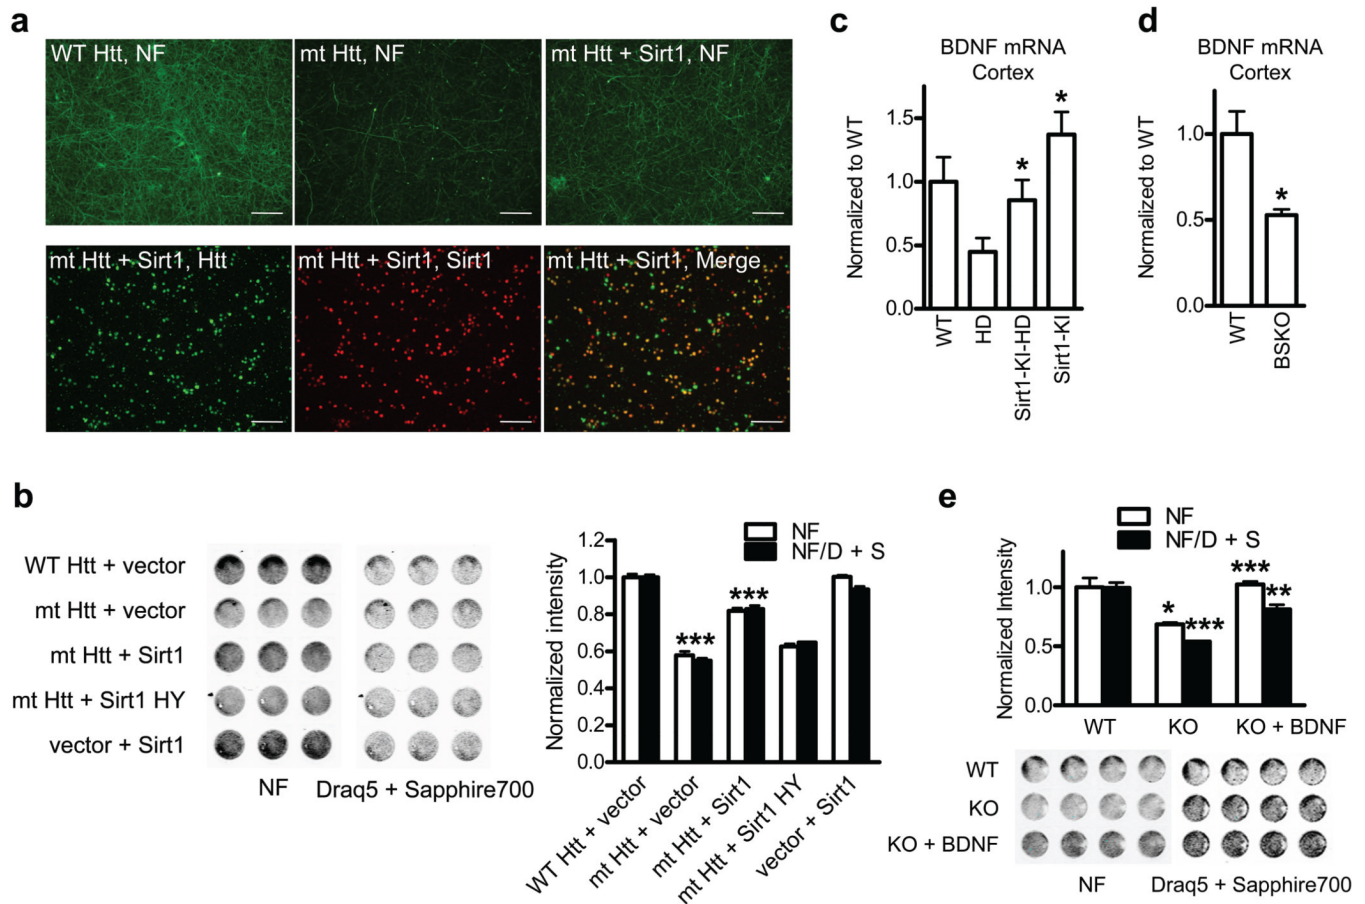 a
WT Htt, NF
mt Htt, NF
mt Htt + Sirt1, NF
mt Htt + Sirt1, Htt
mt Htt + Sirt1, Sirt1
mt Htt + Sirt1, Merge
c
BDNF mRNA
Cortex
Normalized to WT
1.5
1.0
0.5
0.0
*
*
WT
HD
Sirt1-KI-HD
Sirt1-KI
d
BDNF mRNA
Cortex
Normalized to WT
1.0
0.5
0.0
*
WT
BSKO
b
WT Htt + vector
mt Htt + vector
mt Htt + Sirt1
mt Htt + Sirt1 HY
vector + Sirt1
NF
Draq5 + Sapphire700
NF
NF/D + S
Normalized intensity
1.2
1.0
0.8
0.6
0.4
0.2
0.0
***
***
WT Htt + vector
mt Htt + vector
mt Htt + Sirt1
mt Htt + Sirt1 HY
vector + Sirt1
e
NF
NF/D + S
Normalized Intensity
1.0
0.5
0.0
*
***
***
**
WT
KO
KO + BDNF
WT
KO
KO + BDNF
NF
Draq5 + Sapphire700